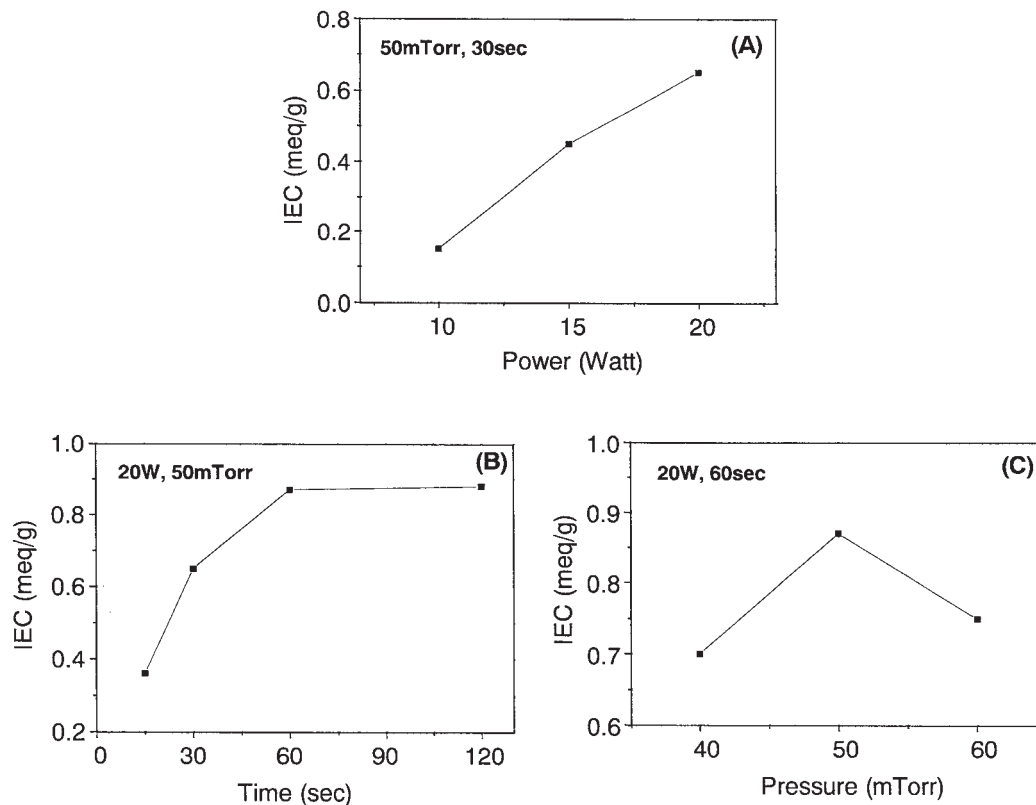 0.8
50mTorr, 30sec
(A)
0.6
0.4
0.2
0.0
IEC (meq/g)
10 15 20
Power (Watt)
1.0
20W, 50mTorr
(B)
0.8
0.6
0.4
0.2
IEC (meq/g)
0 30 60 90 120
Time (sec)
1.0
20W, 60sec
(C)
0.9
0.8
0.7
0.6
IEC (meq/g)
40 50 60
Pressure (mTorr)